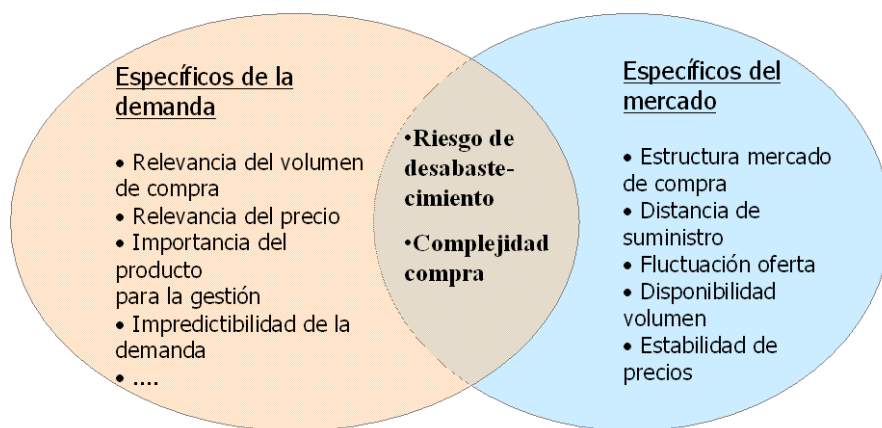 Específicos de la
demanda
• Relevancia del volumen
de compra
• Relevancia del precio
• Importancia del
producto
para la gestión
• Impredictibilidad de la
demanda
• ....
•Riesgo de
desabaste-
cimiento
•Complejidad
compra
Específicos del
mercado
• Estructura mercado
de compra
• Distancia de
suministro
• Fluctuación oferta
• Disponibilidad
volumen
• Estabilidad de
precios